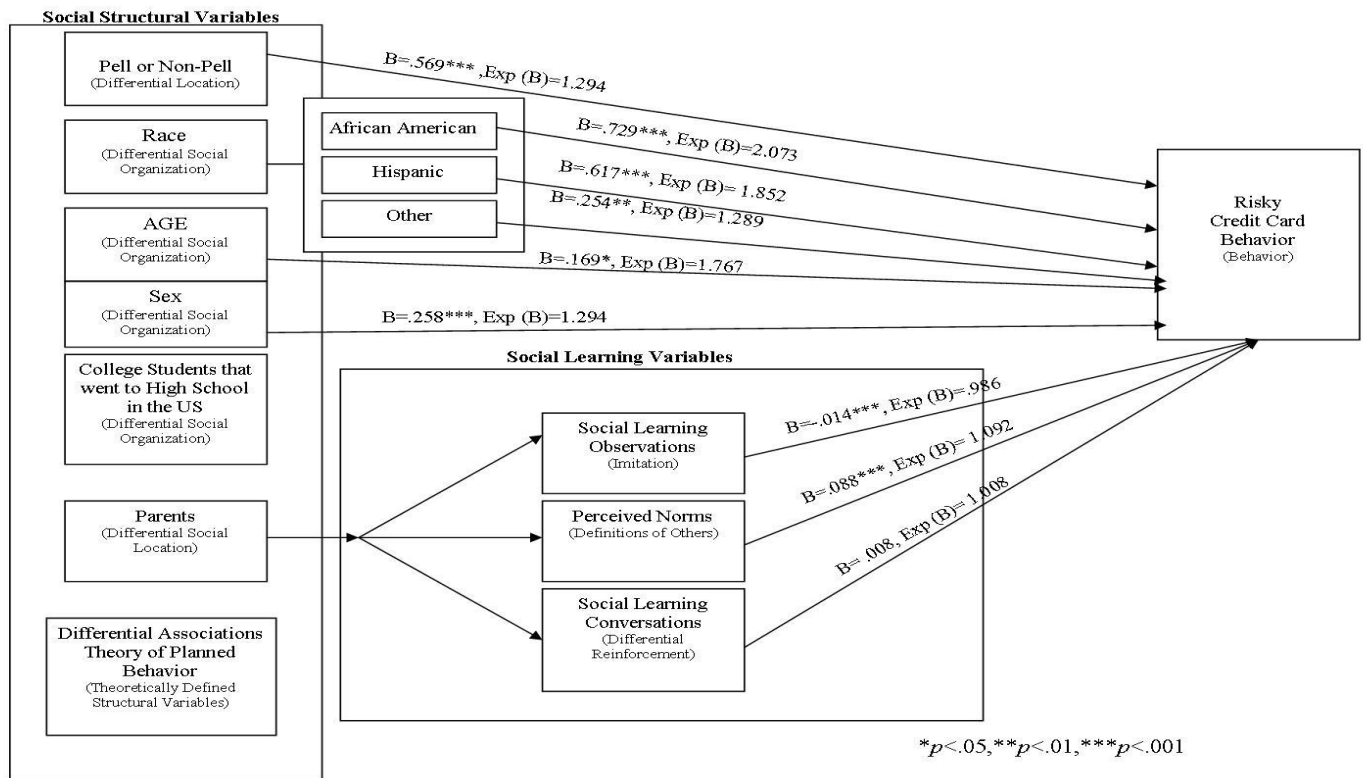 Social Structural Variables
Pell or Non-Pell
(Differential Location)
Race
(Differential Social
Organization)
AGE
(Differential Social
Organization)
Sex
(Differential Social
Organization)
College Students that
went to High School
in the US
(Differential Social
Organization)
Parents
(Differential Social
Location)
Differential Associations
Theory of Planned
Behavior
(Theoretically Defined
Structural Variables)
African American
Hispanic
Other
B=.569*** ,Exp (B)=1.294
B=.729***, Exp (B)=2.073
B=.617***, Exp (B)= 1.852
B=.254**, Exp (B)=1.289
B=.169*, Exp (B)=1.767
B=.258***, Exp (B)=1.294
Social Learning Variables
Social Learning
Observations
(Imitation)
Perceived Norms
(Definitions of Others)
Social Learning
Conversations
(Differential
Reinforcement)
B=-.014***, Exp (B)=.986
B=.088***, Exp (B)= 1.092
B= .008, Exp (B)= 1.008
Risky
Credit Card
Behavior
(Behavior)
*p<.05,**p<.01,***p<.001